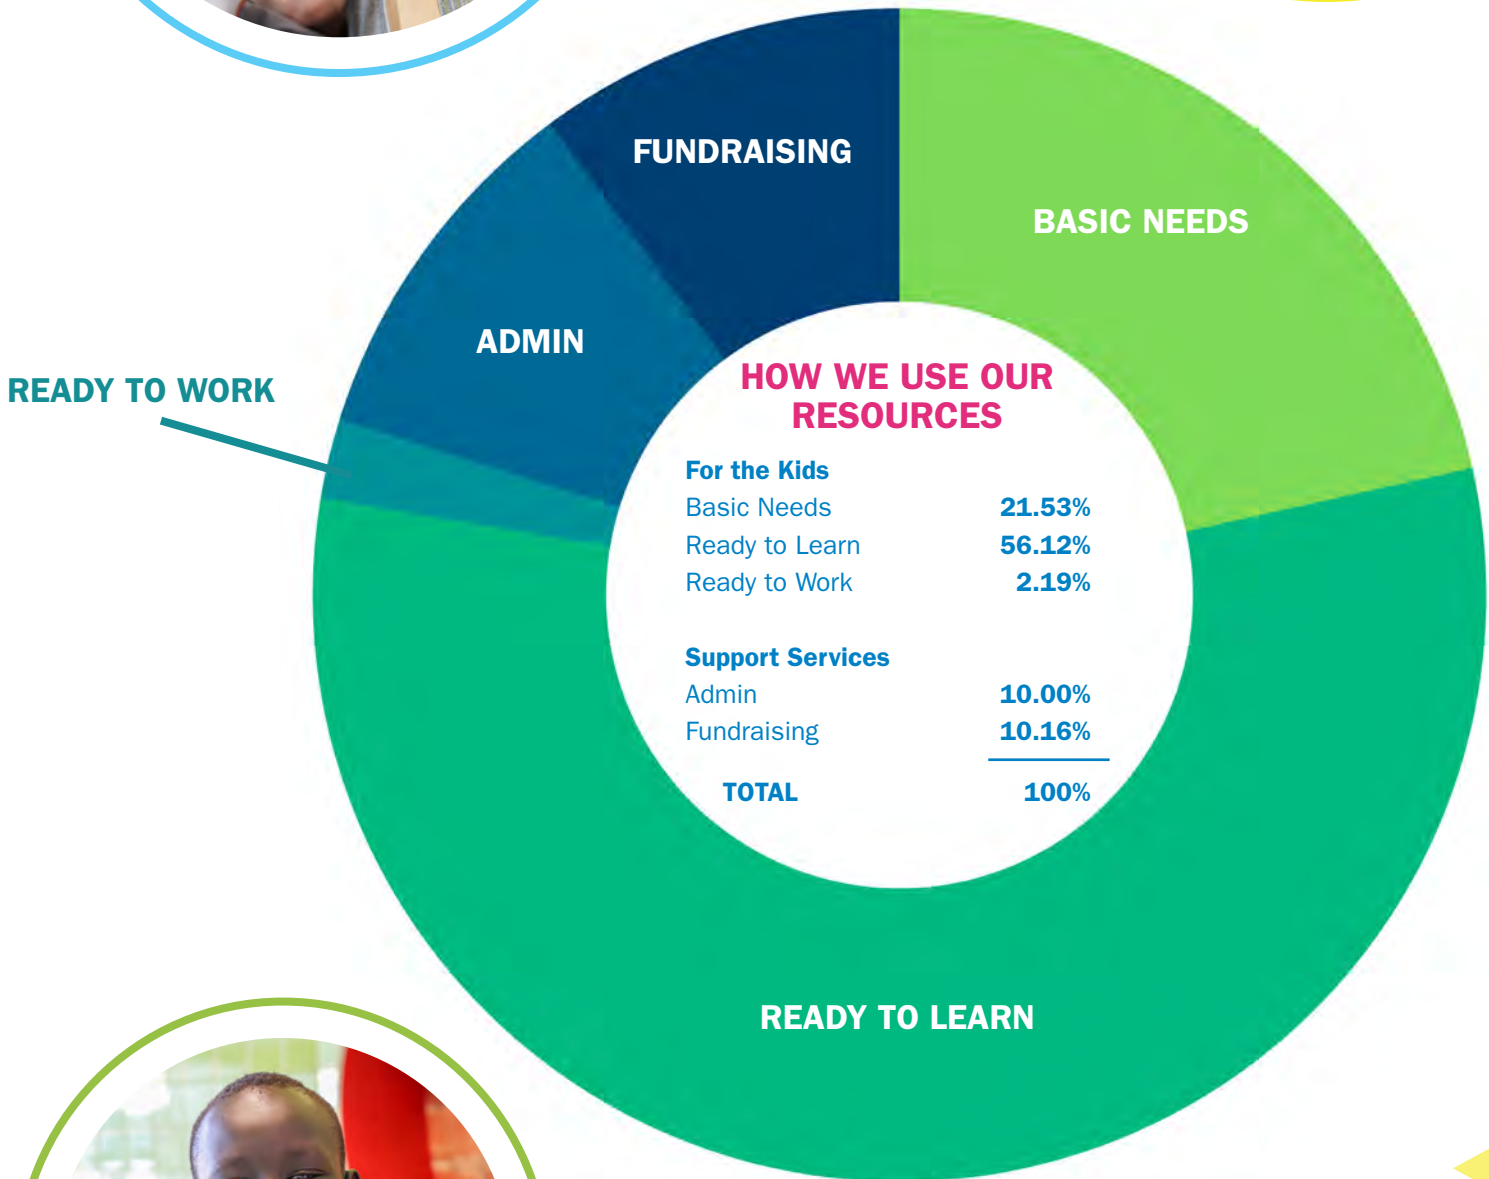 FUNDRAISING
BASIC NEEDS
ADMIN
READY TO WORK
HOW WE USE OUR
RESOURCES
For the Kids
Basic Needs 21.53%
Ready to Learn 56.12%
Ready to Work 2.19%
Support Services
Admin 10.00%
Fundraising 10.16%
TOTAL 100%
READY TO LEARN